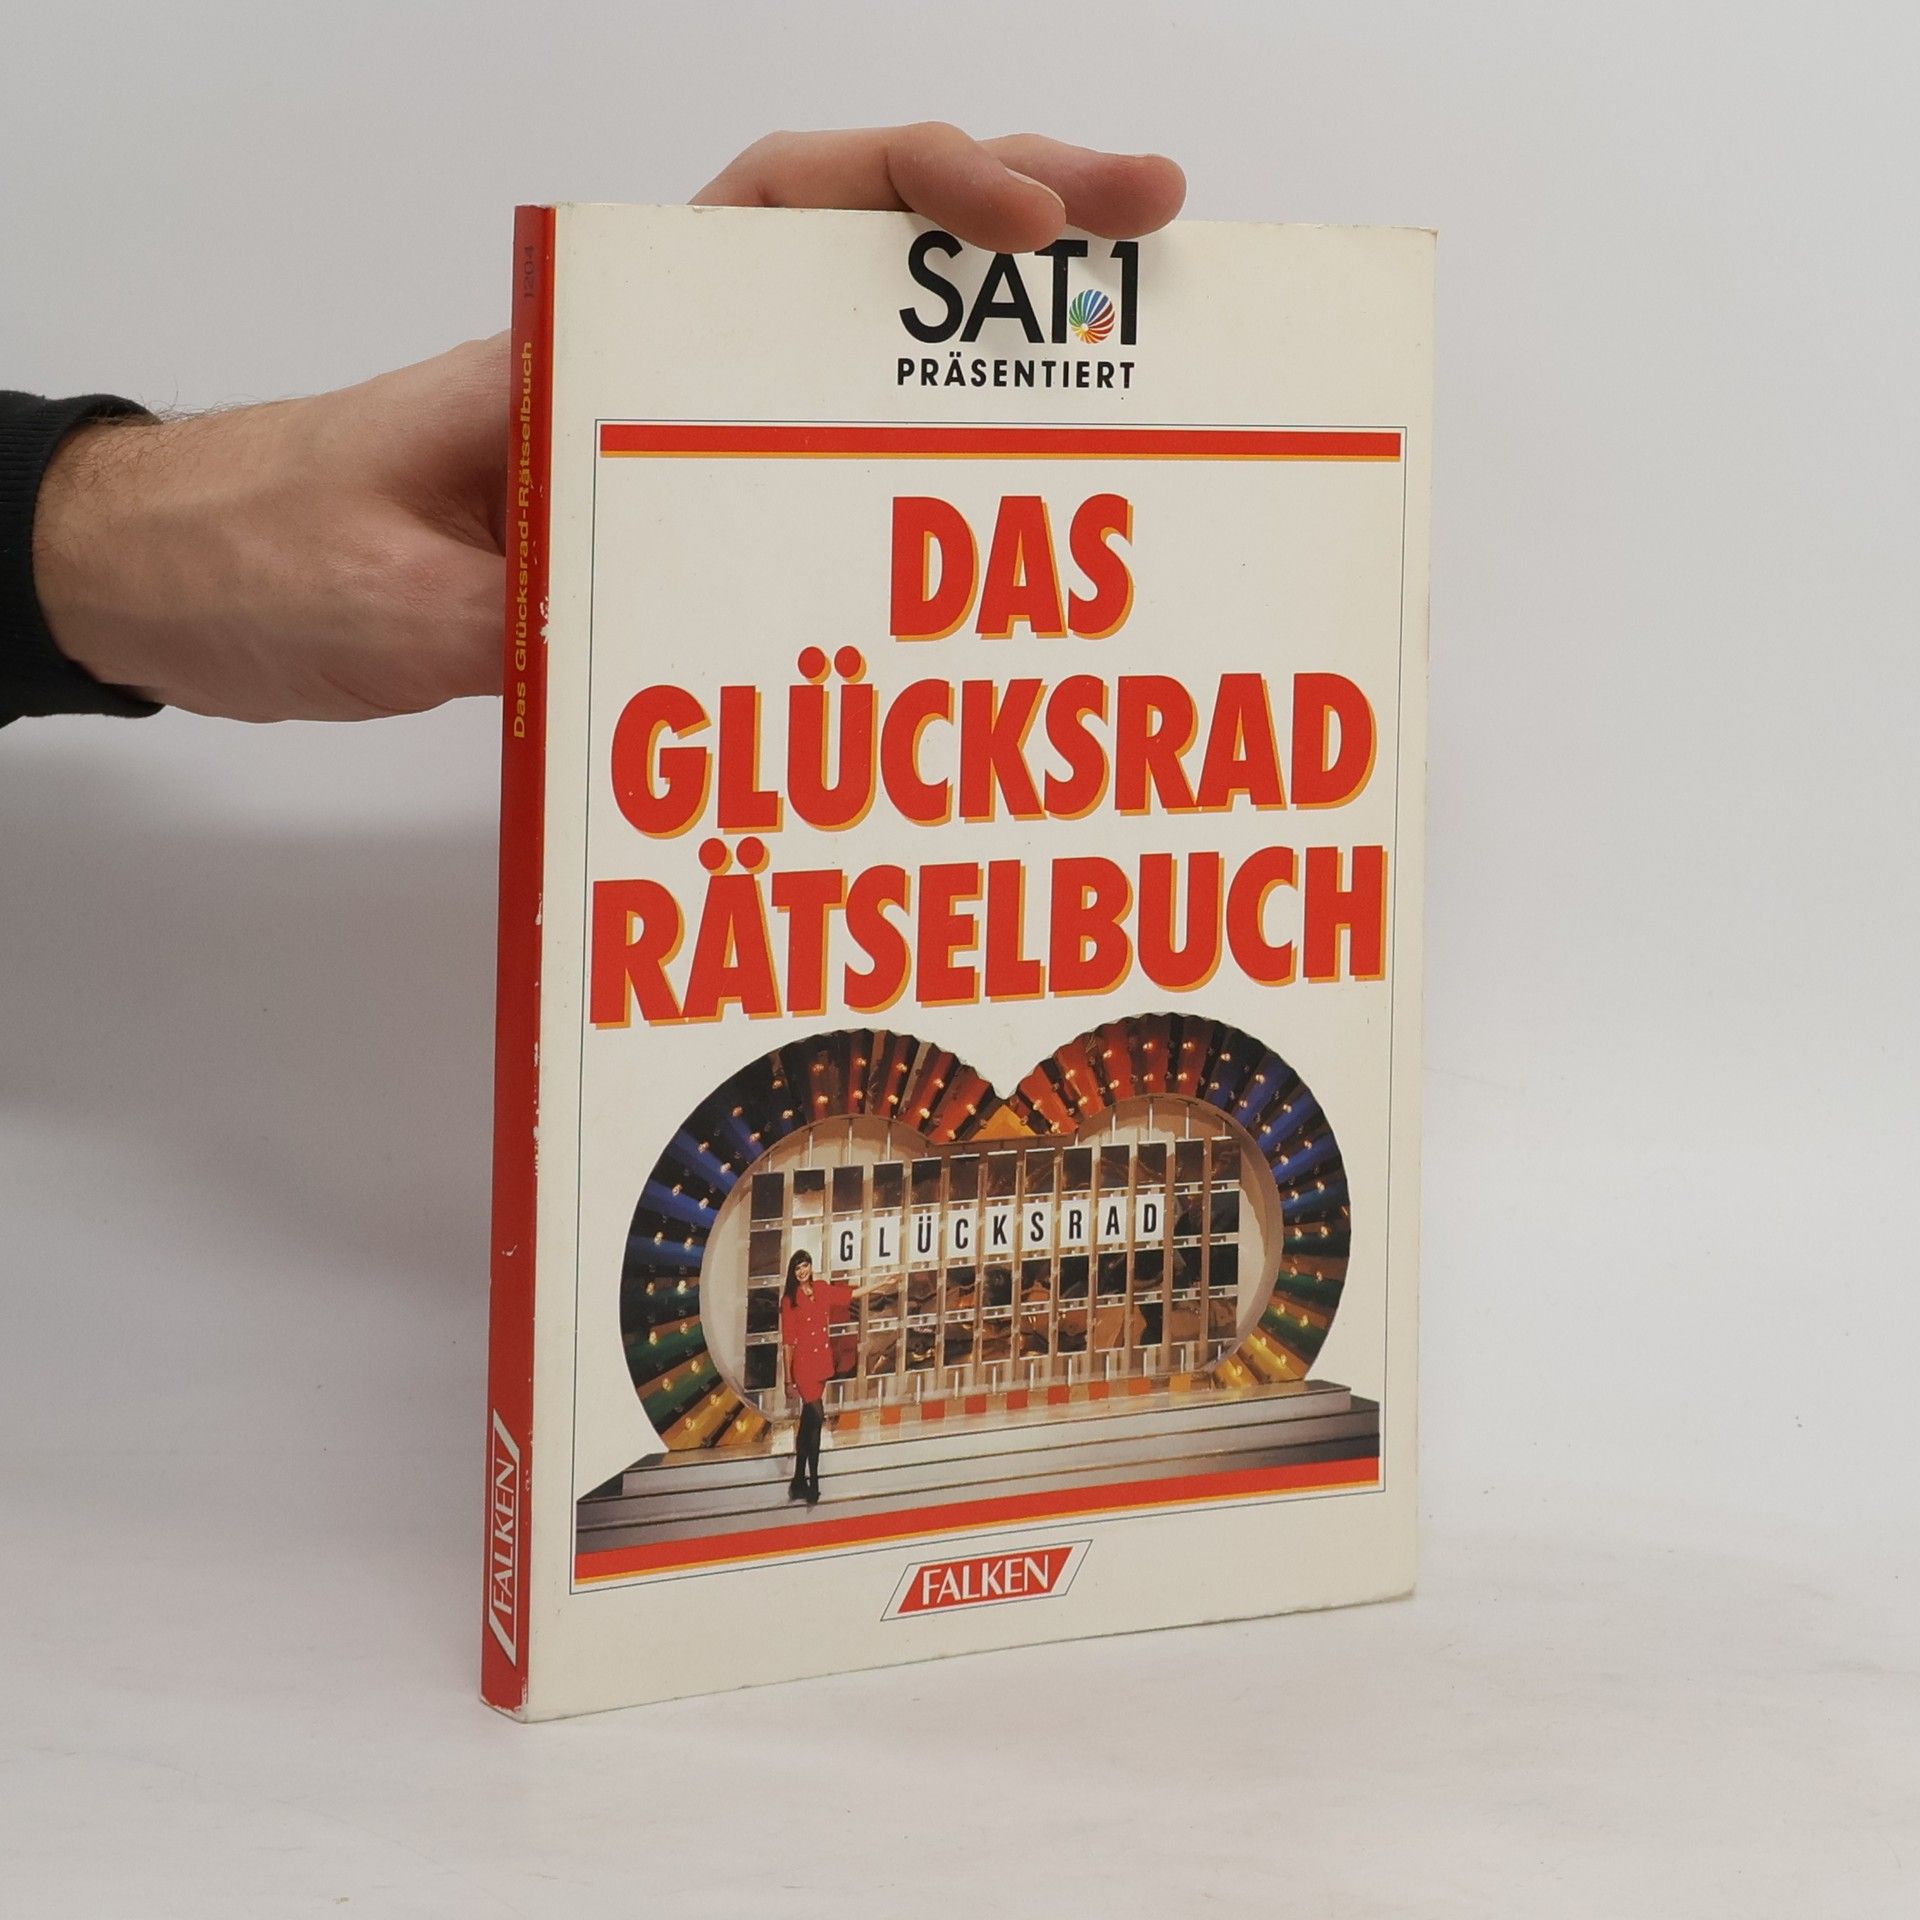 SAT.1
PRÄSENTIERT
DAS
GLÜCKSRAD
RÄTSELBUCH
GLÜCKSRAD
FALKEN
1204
Das Glücksrad-Rätselbuch
FALKEN